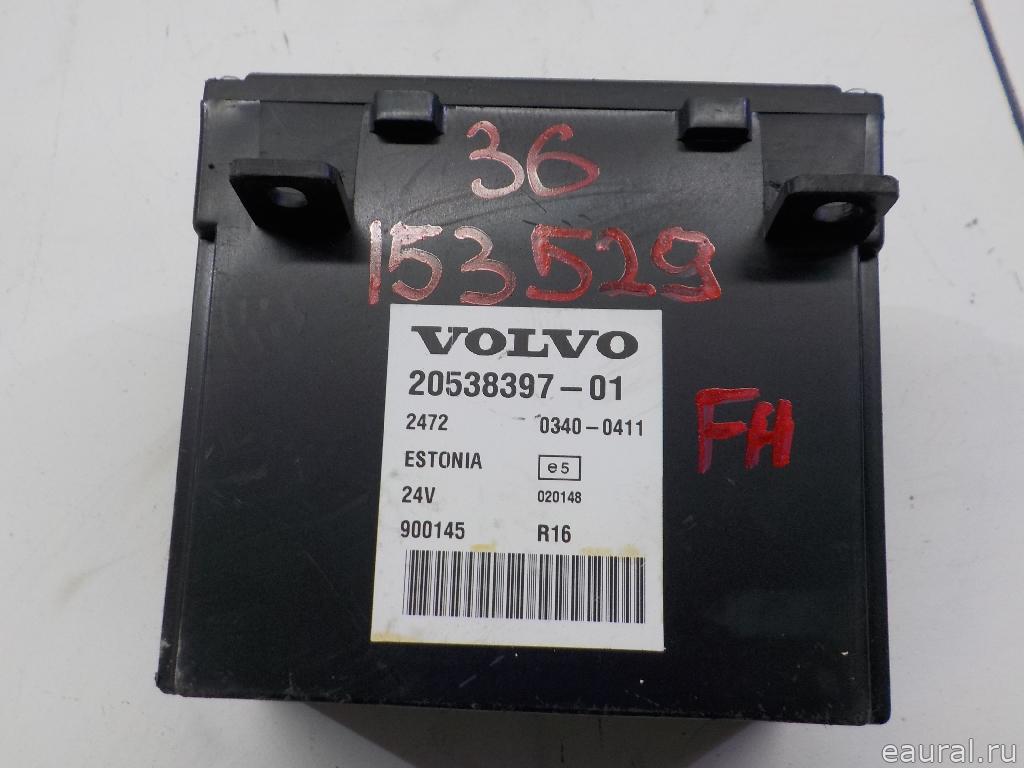 36
153529
VOLVO
20538397-01
FH
2472 0340-0411
ESTONIA e5
24V 020148
900145 R16
eaural.ru